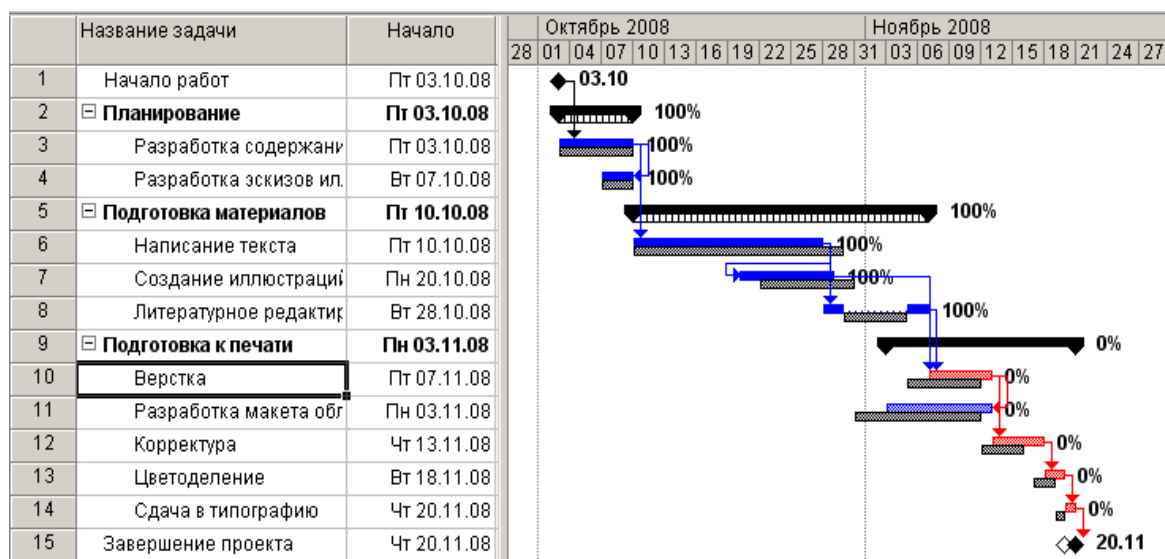 Название задачи Начало Октябрь 2008 Ноябрь 2008
28 01 04 07 10 13 16 19 22 25 28 31 03 06 09 12 15 18 21 24 27
1 Начало работ Пт 03.10.08 03.10
2 Планирование Пт 03.10.08 100%
3 Разработка содержани Пт 03.10.08 100%
4 Разработка эскизов ил. Вт 07.10.08 100%
5 Подготовка материалов Пт 10.10.08 100%
6 Написание текста Пт 10.10.08 100%
7 Создание иллюстраций Пн 20.10.08 100%
8 Литературное редактир Вт 28.10.08 100%
9 Подготовка к печати Пн 03.11.08 0%
10 Верстка Пт 07.11.08 0%
11 Разработка макета обл Пн 03.11.08 0%
12 Корректура Чт 13.11.08 0%
13 Цветоделение Вт 18.11.08 0%
14 Сдача в типографию Чт 20.11.08 0%
15 Завершение проекта Чт 20.11.08 20.11